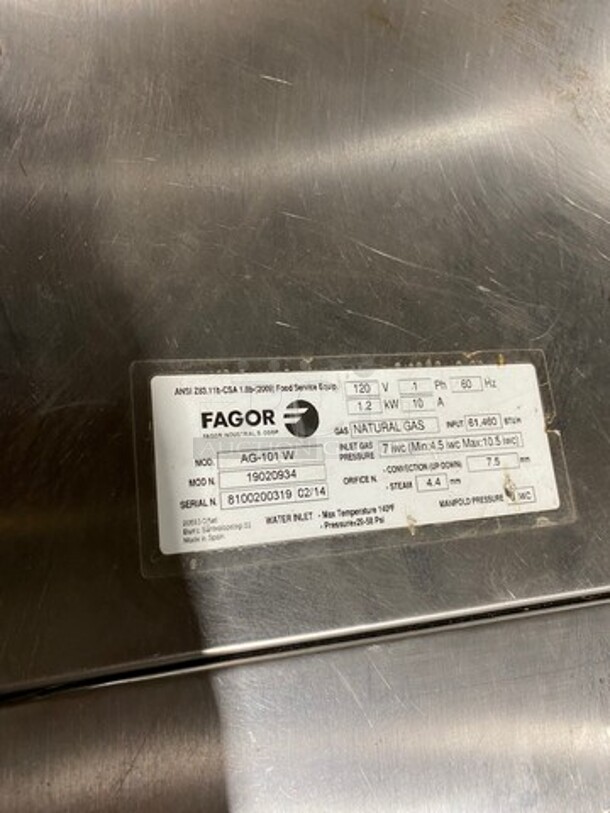 ANSI Z83.11b-CSA 1.8b-(2009) Food Service Equip.
120 V 1 Ph 60 Hz
1.2 kW 10 A
FAGOR
FAGOR INDUSTRIAL S. COOP.
GAS NATURAL GAS INPUT 61,460 BTU/H
MOD. AG-101 W
MOD N. 19020934
SERIAL N. 8100200319 02/14
INLET GAS PRESSURE 7 IWC (Min:4.5 IWC Max:10.5 IWC)
ORIFICE N. - CONVECTION (UP/DOWN) 7.5 mm
- STEAM 4.4 mm
MANIFOLD PRESSURE IWC
20560 Oñati
Made in Spain
WATER INLET - Max Temperature 140ºF
- Pressure=20-58 Psi